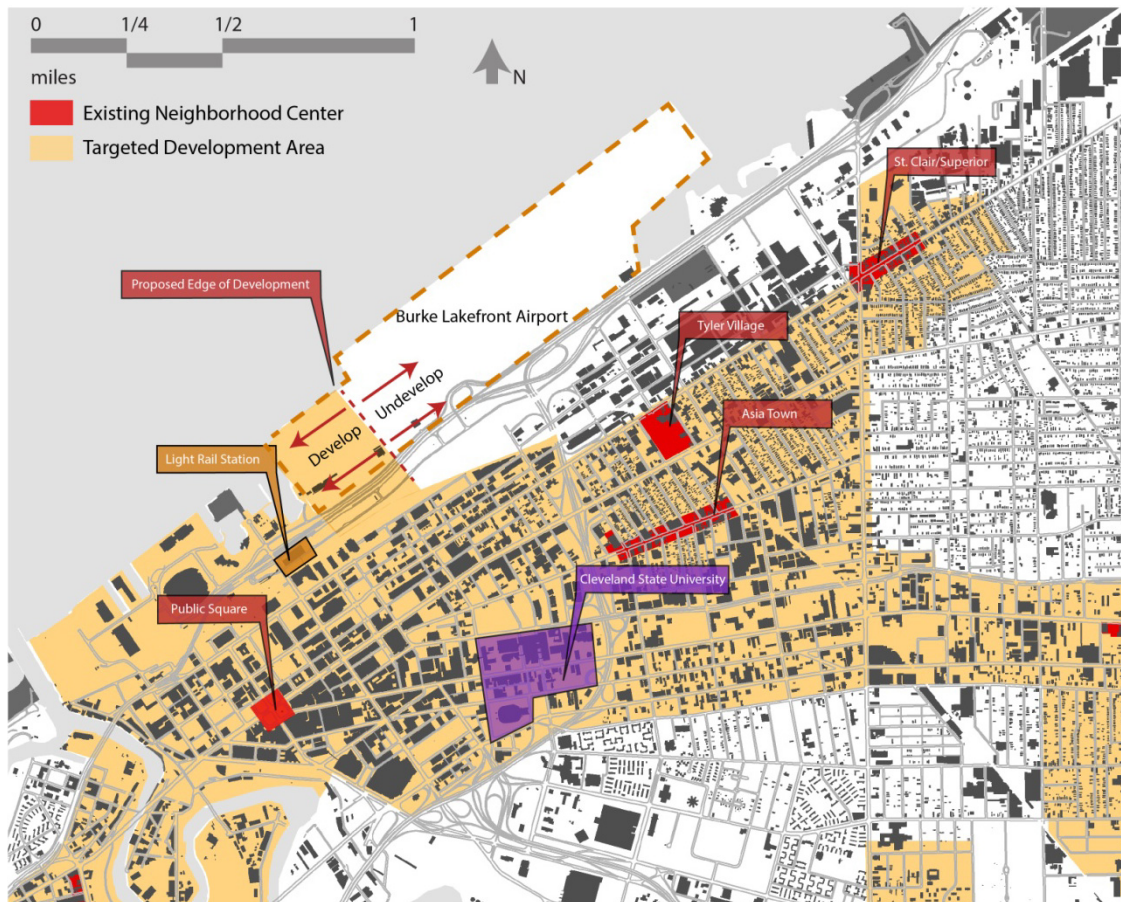 0 1/4 1/2 1
miles
N
Existing Neighborhood Center
Targeted Development Area
St. Clair/Superior
Proposed Edge of Development
Burke Lakefront Airport
Tyler Village
Undevelop
Asia Town
Develop
Light Rail Station
Cleveland State University
Public Square